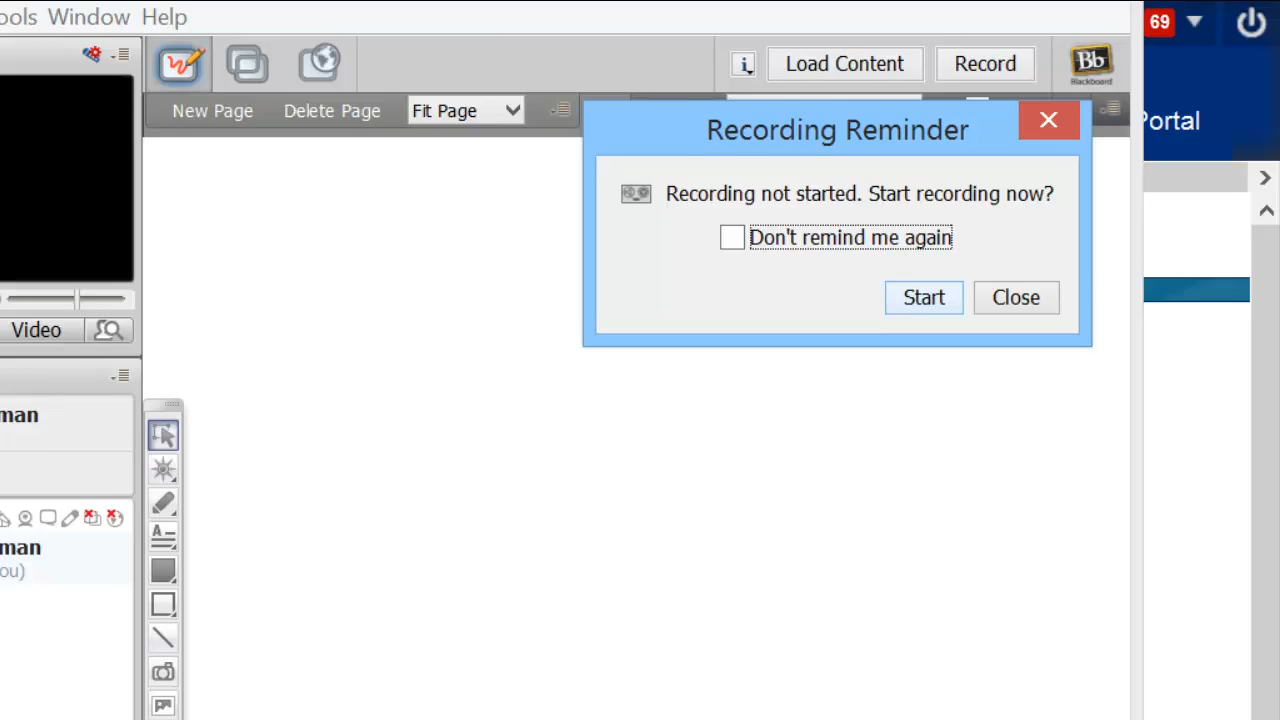 ools Window Help
69
Load Content
Record
Bb
Blackboard
New Page
Delete Page
Fit Page
Recording Reminder
Portal
Recording not started. Start recording now?
Don't remind me again
Start
Close
Video
man
man
ou)